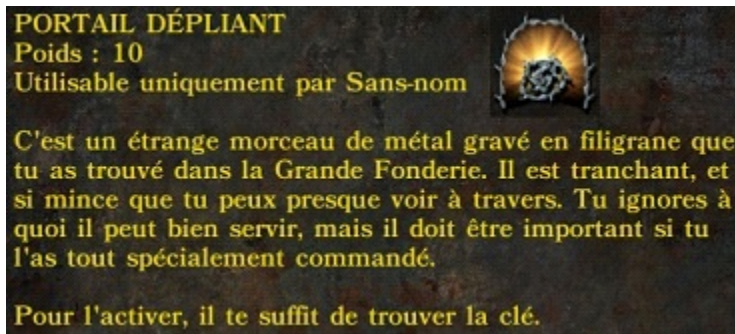 PORTAIL DÉPLIANT
Poids : 10
Utilisable uniquement par Sans-nom
C'est un étrange morceau de métal gravé en filigrane que
tu as trouvé dans la Grande Fonderie. Il est tranchant, et
si mince que tu peux presque voir à travers. Tu ignores à
quoi il peut bien servir, mais il doit être important si tu
l'as tout spécialement commandé.
Pour l'activer, il te suffit de trouver la clé.